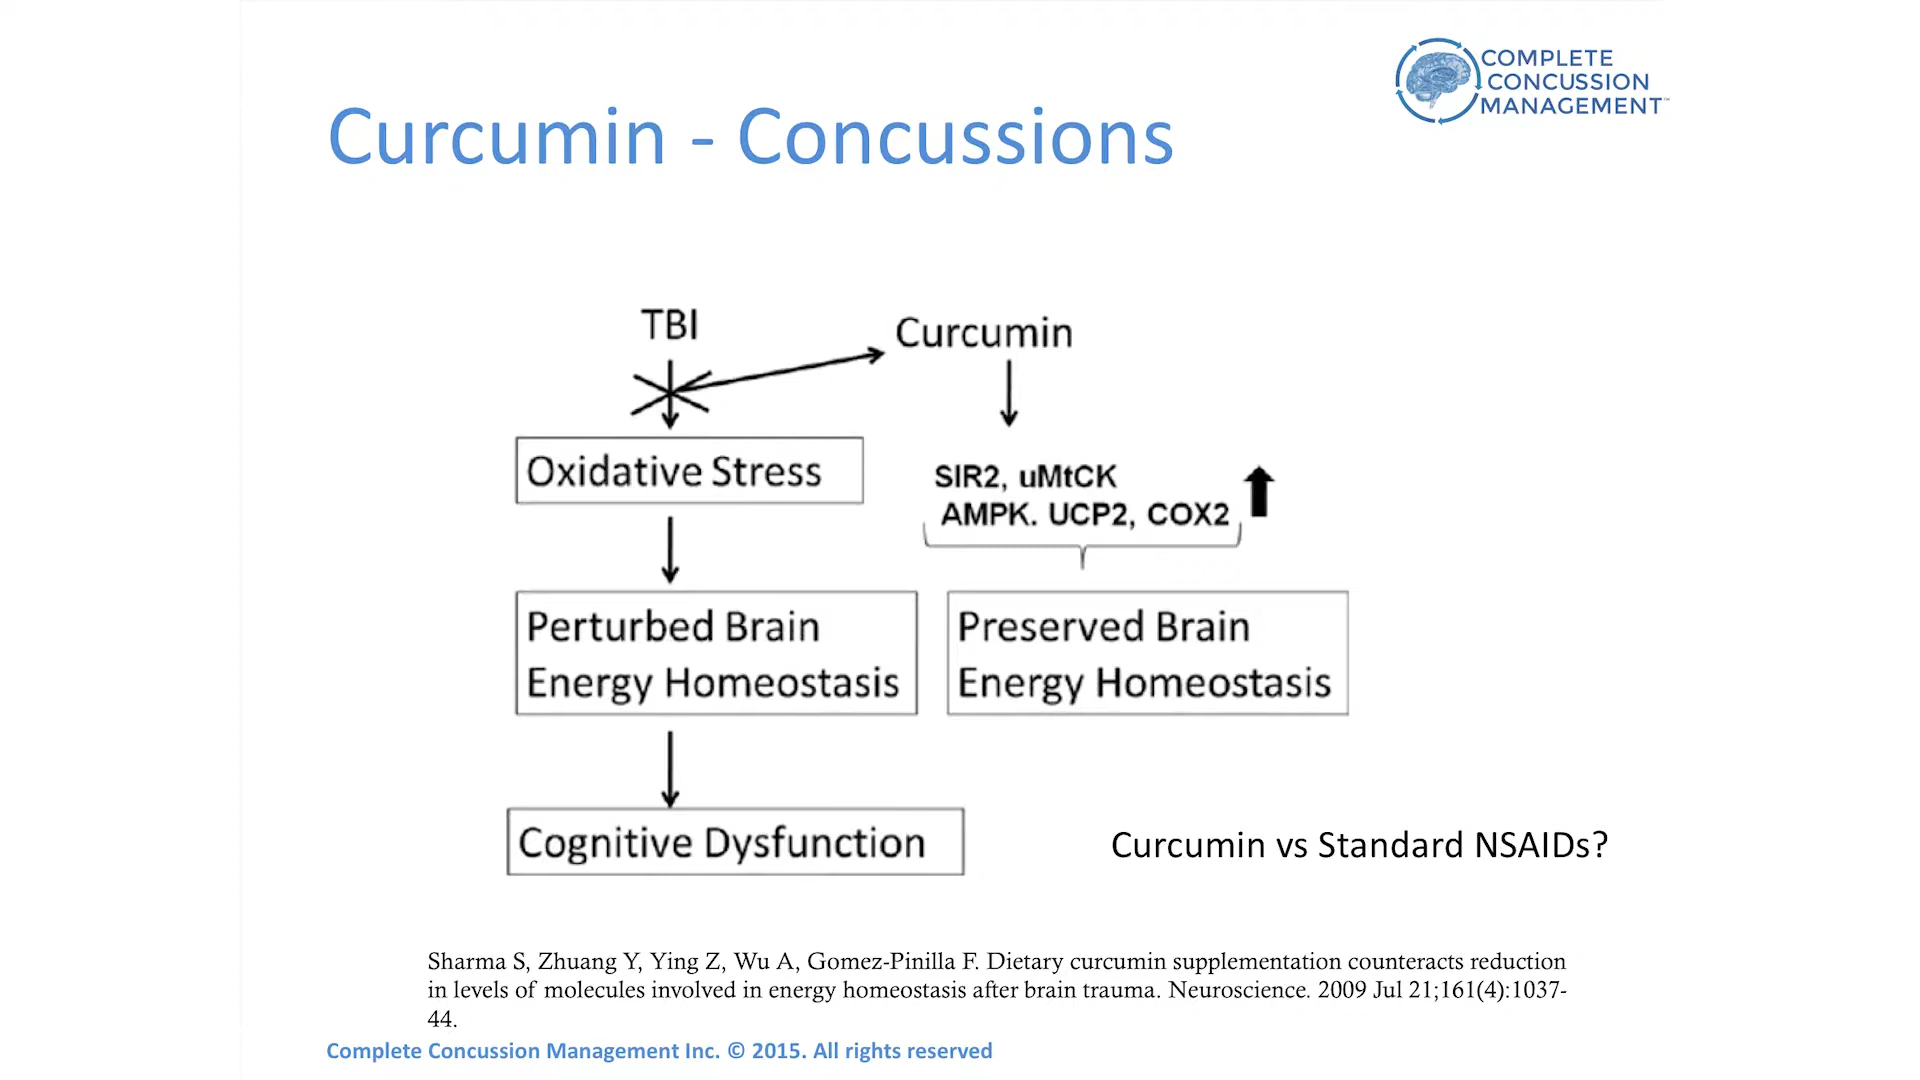 COMPLETE
CONCUSSION
MANAGEMENT™
Curcumin - Concussions
TBI
Curcumin
Oxidative Stress
SIR2, uMtCK
AMPK. UCP2, COX2
Perturbed Brain
Energy Homeostasis
Preserved Brain
Energy Homeostasis
Cognitive Dysfunction
Curcumin vs Standard NSAIDs?
Sharma S, Zhuang Y, Ying Z, Wu A, Gomez-Pinilla F. Dietary curcumin supplementation counteracts reduction
in levels of molecules involved in energy homeostasis after brain trauma. Neuroscience. 2009 Jul 21;161(4):1037-
44.
Complete Concussion Management Inc. © 2015. All rights reserved